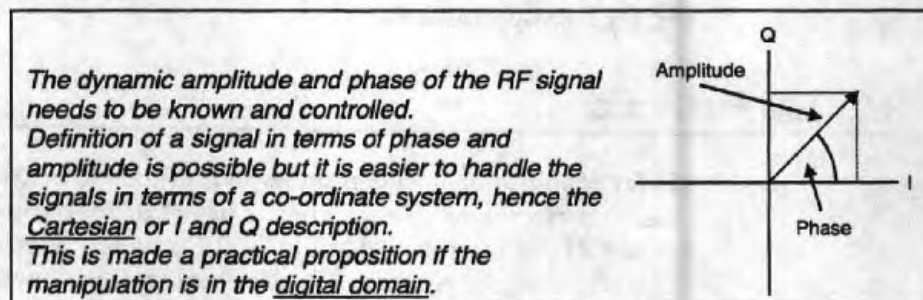 The dynamic amplitude and phase of the RF signal
needs to be known and controlled.
Definition of a signal in terms of phase and
amplitude is possible but it is easier to handle the
signals in terms of a co-ordinate system, hence the
Cartesian or I and Q description.
This is made a practical proposition if the
manipulation is in the digital domain.
Q
Amplitude
I
Phase